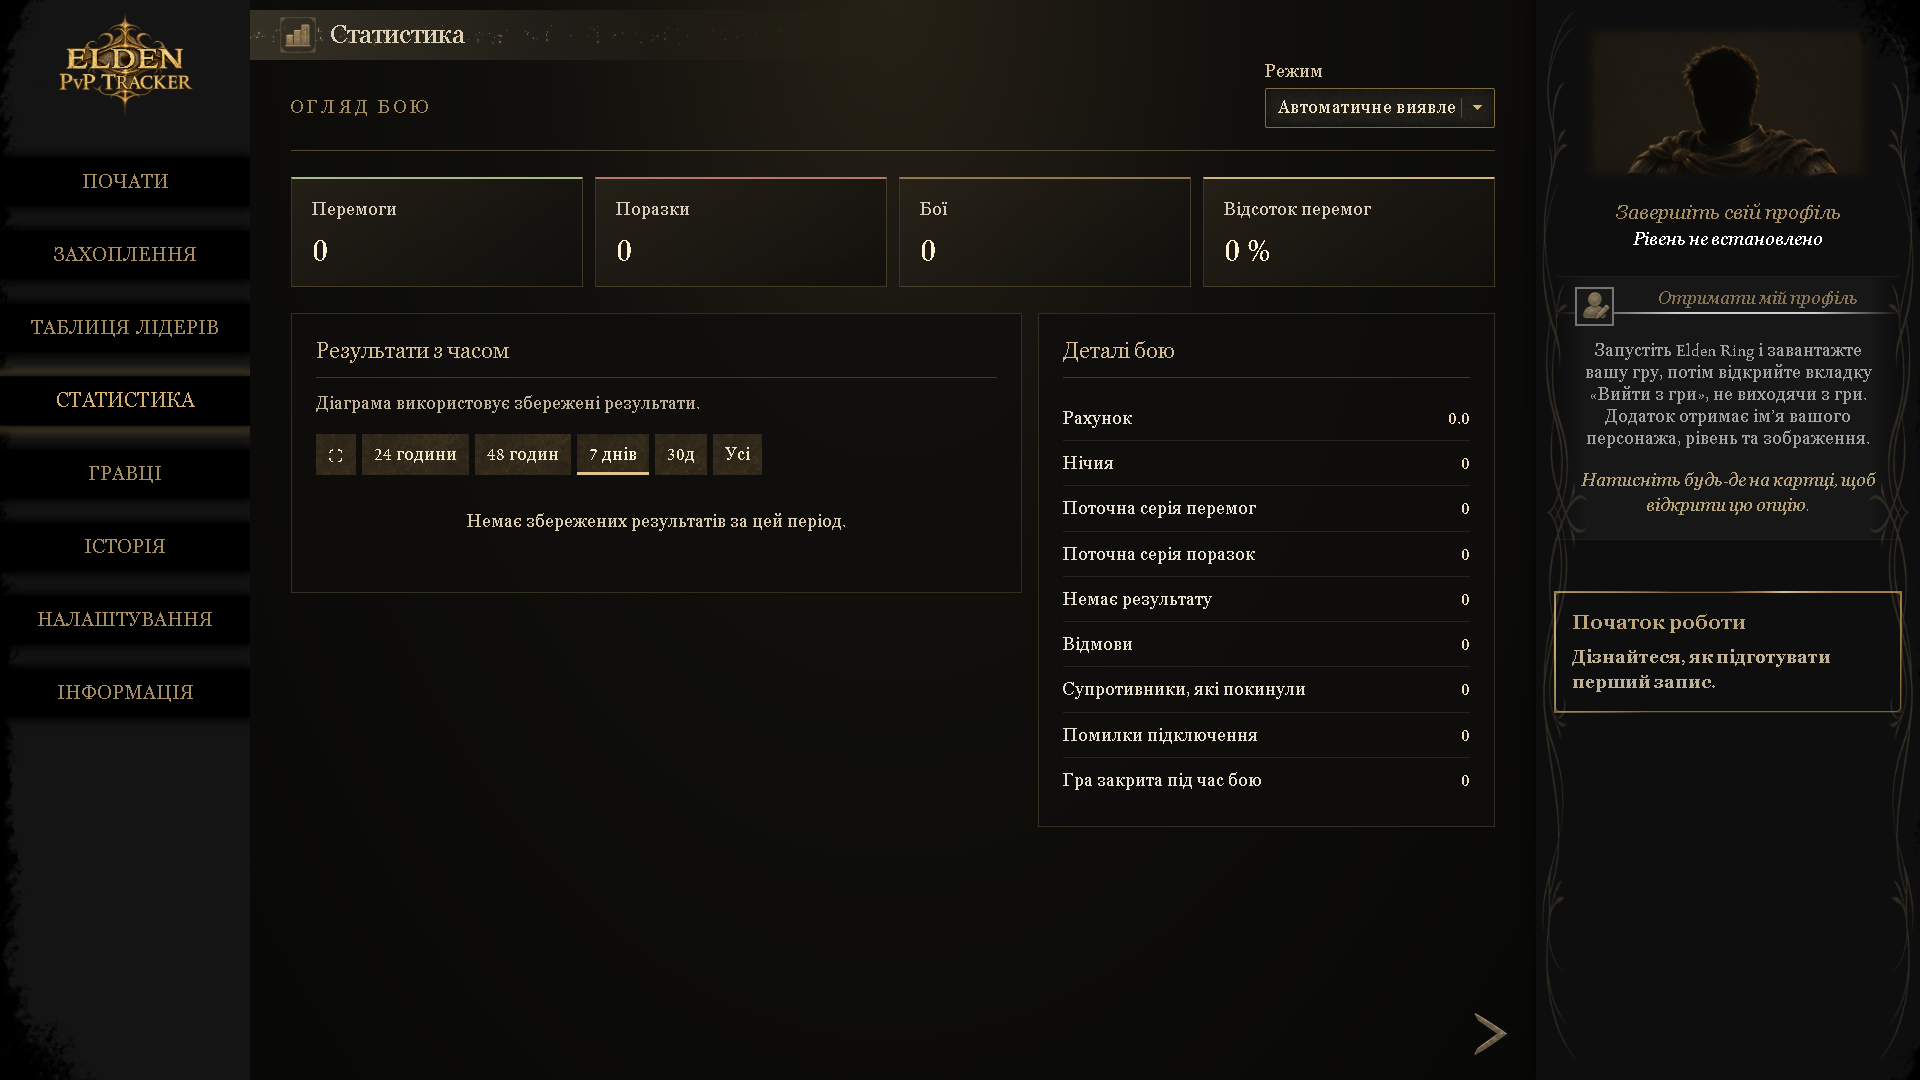 ELDEN
PvP TRACKER
ПОЧАТИ
ЗАХОПЛЕННЯ
ТАБЛИЦЯ ЛІДЕРІВ
СТАТИСТИКА
ГРАВЦІ
ІСТОРІЯ
НАЛАШТУВАННЯ
ІНФОРМАЦІЯ
Статистика
ОГЛЯД БОЮ
Режим
Автоматичне виявле
Перемоги
0
Поразки
0
Бої
0
Відсоток перемог
0 %
Результати з часом
Діаграма використовує збережені результати.
24 години 48 годин 7 днів 30д Усі
Немає збережених результатів за цей період.
Деталі бою
Рахунок 0.0
Нічия 0
Поточна серія перемог 0
Поточна серія поразок 0
Немає результату 0
Відмови 0
Супротивники, які покинули 0
Помилки підключення 0
Гра закрита під час бою 0
Завершіть свій профіль
Рівень не встановлено
Отримати мій профіль
Запустіть Elden Ring і завантажте
вашу гру, потім відкрийте вкладку
«Вийти з гри», не виходячи з гри.
Додаток отримає ім’я вашого
персонажа, рівень та зображення.
Натисніть будь-де на картці, щоб
відкрити цю опцію.
Початок роботи
Дізнайтеся, як підготувати
перший запис.